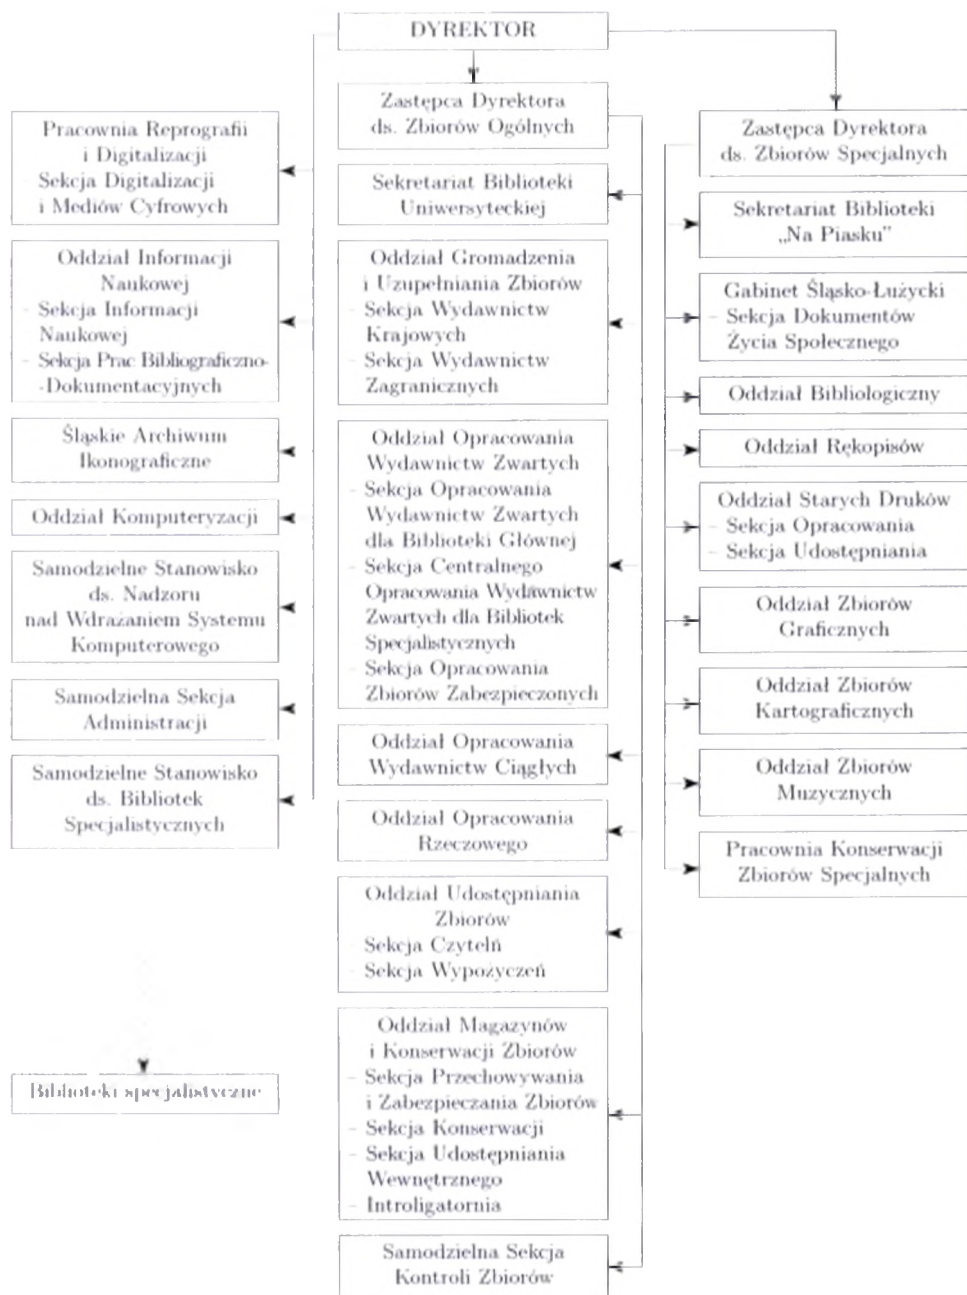 DYREKTOR
Pracownia Reprografii
i Digitalizacji
- Sekcja Digitalizacji
i Mediów Cyfrowych
Oddział Informacji
Naukowej
- Sekcja Informacji
Naukowej
- Sekcja Prac Bibliograficzno-
-Dokumentacyjnych
Śląskie Archiwum
Ikonograficzne
Oddział Komputeryzacji
Samodzielne Stanowisko
ds. Nadzoru
nad Wdrażaniem Systemu
Komputerowego
Samodzielna Sekcja
Administracji
Samodzielne Stanowisko
ds. Bibliotek
Specjalistycznych
Biblioteki specjalistyczne
Zastępca Dyrektora
ds. Zbiorów Ogólnych
Sekretariat Biblioteki
Uniwersyteckiej
Oddział Gromadzenia
i Uzupełniania Zbiorów
- Sekcja Wydawnictw
Krajowych
- Sekcja Wydawnictw
Zagranicznych
Oddział Opracowania
Wydawnictw Zwartych
- Sekcja Opracowania
Wydawnictw Zwartych
dla Biblioteki Głównej
- Sekcja Centralnego
Opracowania Wydawnictw
Zwartych dla Bibliotek
Specjalistycznych
- Sekcja Opracowania
Zbiorów Zabezpieczonych
Oddział Opracowania
Wydawnictw Ciągłych
Oddział Opracowania
Rzeczowego
Oddział Udostępniania
Zbiorów
- Sekcja Czytelń
- Sekcja Wypożyczeń
Oddział Magazynów
i Konserwacji Zbiorów
- Sekcja Przechowywania
i Zabezpieczania Zbiorów
- Sekcja Konserwacji
- Sekcja Udostępniania
Wewnętrznego
- Introligatornia
Samodzielna Sekcja
Kontroli Zbiorów
Zastępca Dyrektora
ds. Zbiorów Specjalnych
Sekretariat Biblioteki
„Na Piasku”
Gabinet Śląsko-Łużycki
- Sekcja Dokumentów
Życia Społecznego
Oddział Bibliologiczny
Oddział Rękopisów
Oddział Starych Druków
- Sekcja Opracowania
- Sekcja Udostępniania
Oddział Zbiorów
Graficznych
Oddział Zbiorów
Kartograficznych
Oddział Zbiorów
Muzycznych
Pracownia Konserwacji
Zbiorów Specjalnych